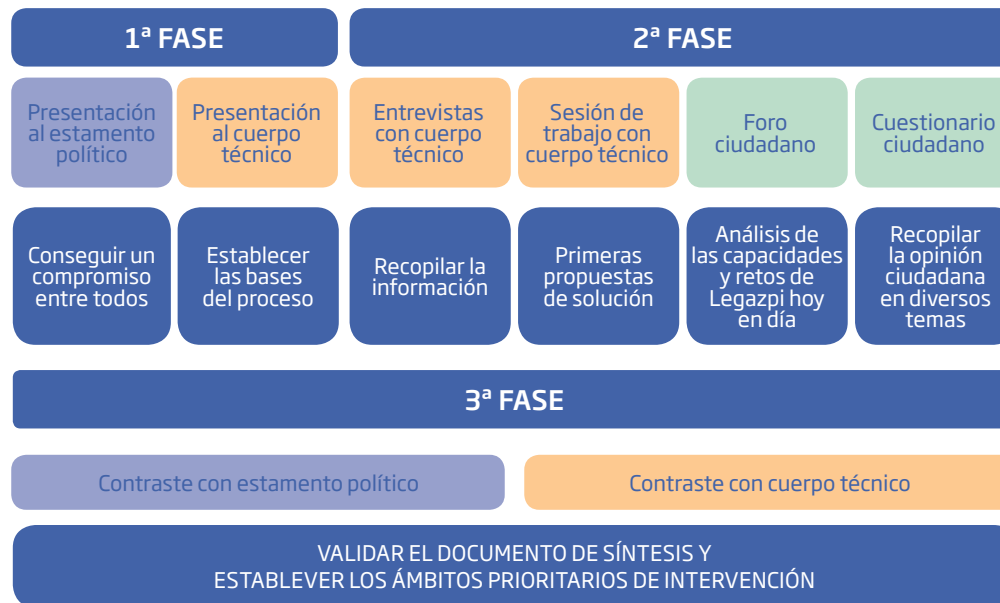 1ª FASE
2ª FASE
Presentación
al estamento
político
Presentación
al cuerpo
técnico
Entrevistas
con cuerpo
técnico
Sesión de
trabajo con
cuerpo técnico
Foro
ciudadano
Cuestionario
ciudadano
Conseguir un
compromiso
entre todos
Establecer
las bases
del proceso
Recopilar la
información
Primeras
propuestas
de solución
Análisis de
las capacidades
y retos de
Legazpi hoy
en día
Recopilar
la opinión
ciudadana
en diversos
temas
3ª FASE
Contraste con estamento político
Contraste con cuerpo técnico
VALIDAR EL DOCUMENTO DE SÍNTESIS Y
ESTABLEVER LOS ÁMBITOS PRIORITARIOS DE INTERVENCIÓN